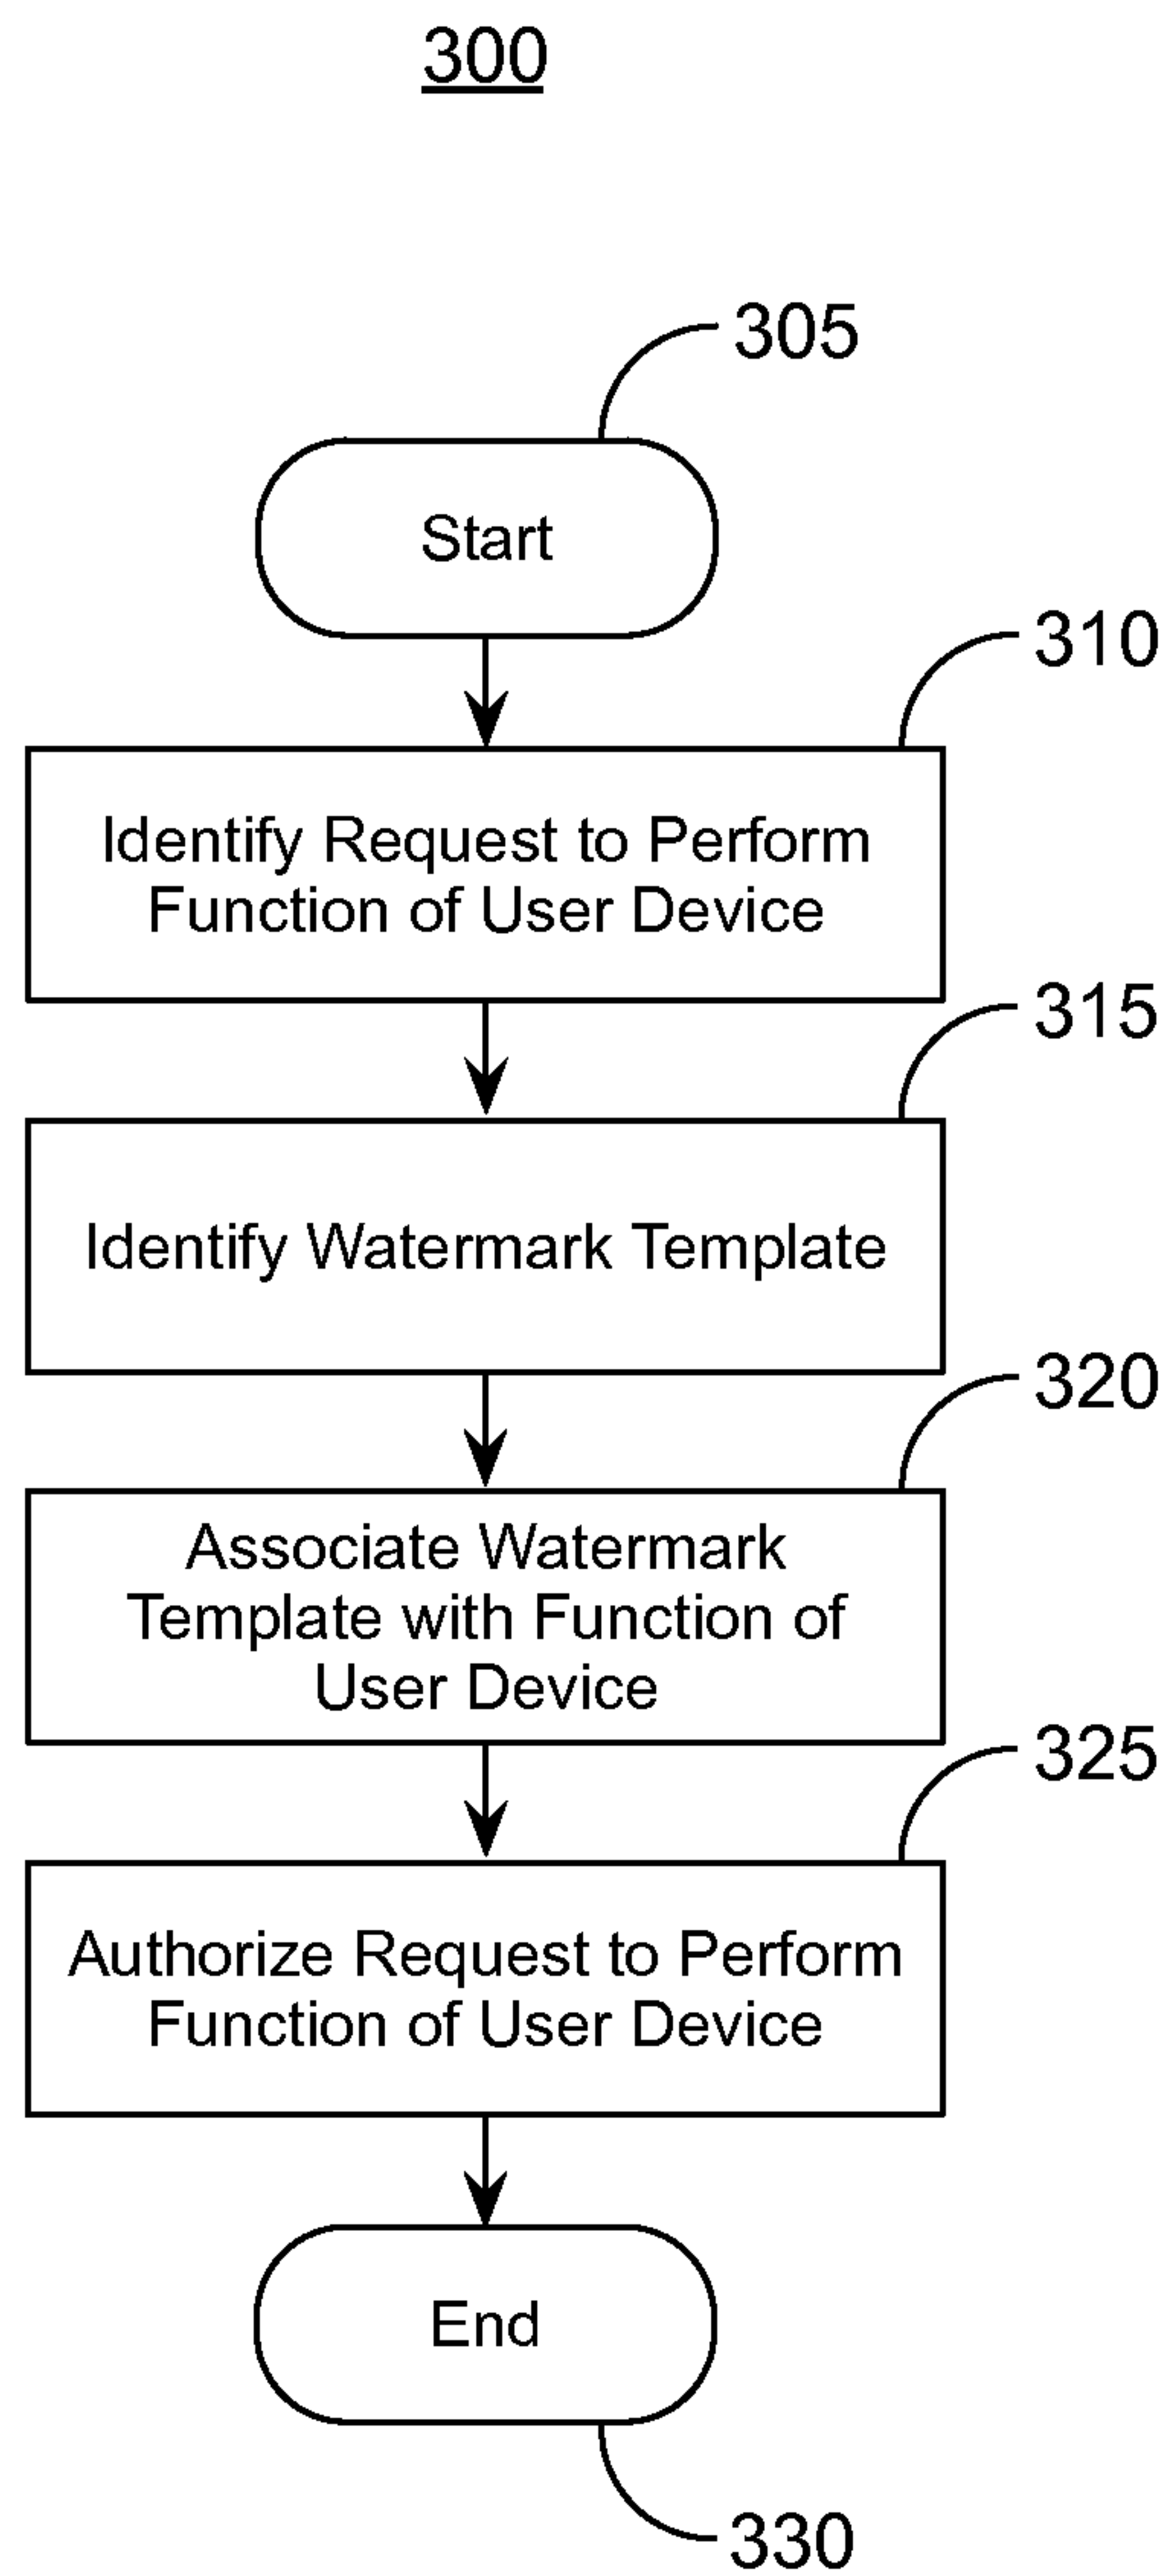 300
305
Start
310
Identify Request to Perform
Function of User Device
315
Identify Watermark Template
320
Associate Watermark
Template with Function of
User Device
325
Authorize Request to Perform
Function of User Device
End
330